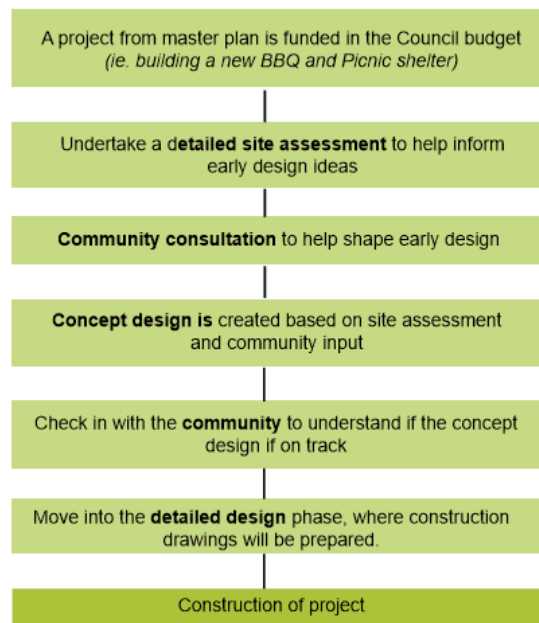 A project from master plan is funded in the Council budget
(ie. building a new BBQ and Picnic shelter)
Undertake a detailed site assessment to help inform
early design ideas
Community consultation to help shape early design
Concept design is created based on site assessment
and community input
Check in with the community to understand if the concept
design if on track
Move into the detailed design phase, where construction
drawings will be prepared.
Construction of project